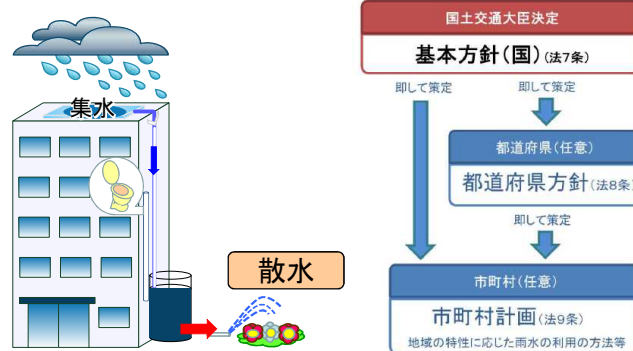 集水
散水
国土交通大臣決定
基本方針(国)(法7条)
即して策定
即して策定
都道府県(任意)
都道府県方針(法8条)
即して策定
市町村(任意)
市町村計画(法9条)
地域の特性に応じた雨水の利用の方法等